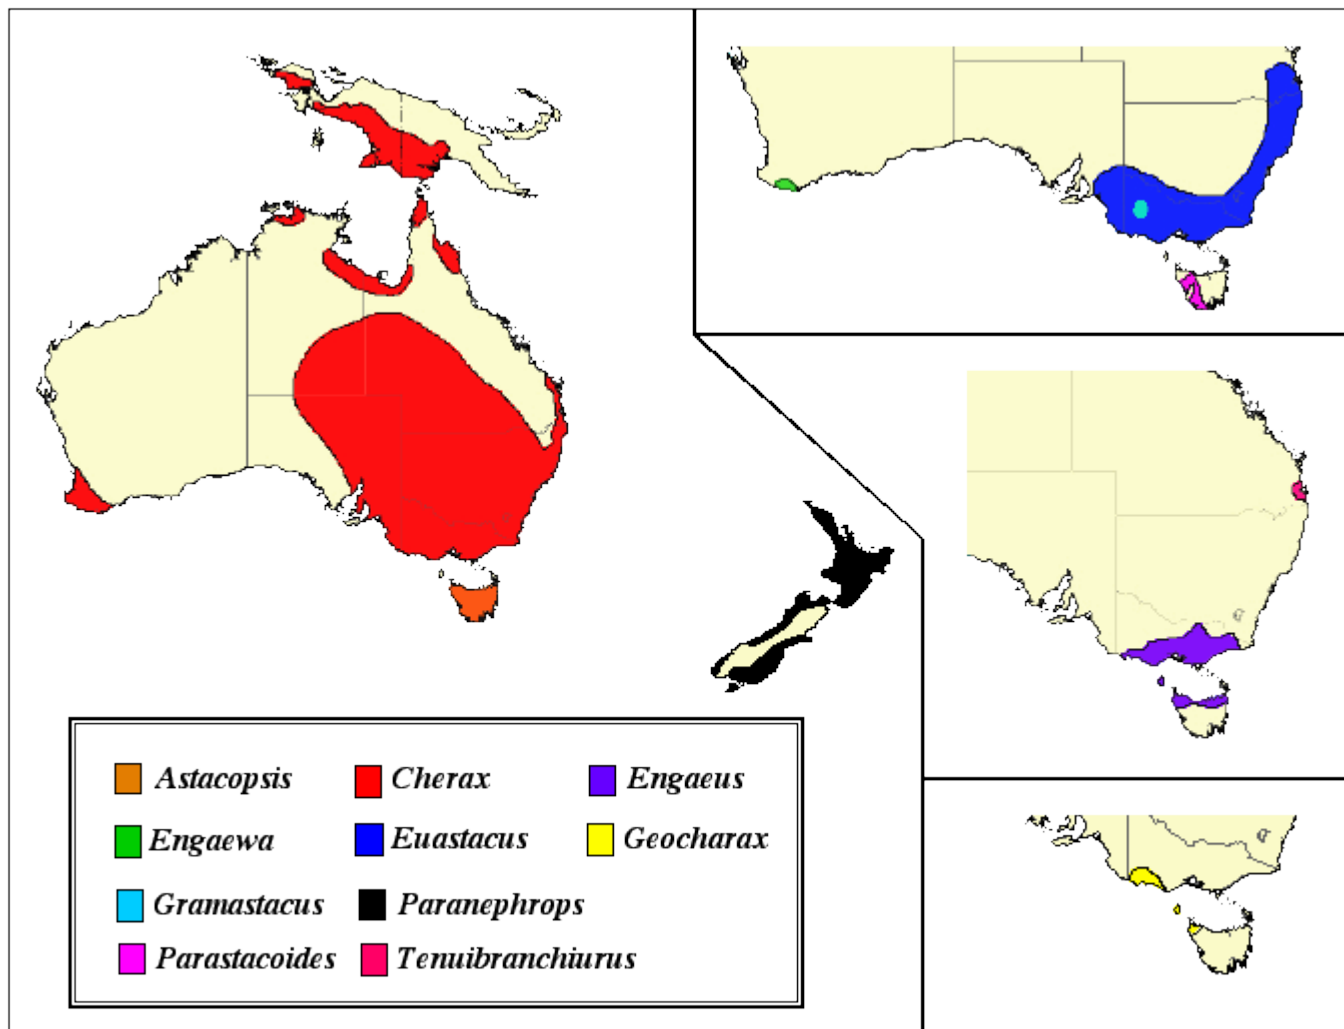 Astacopsis Cherax Engaeus
Engaewa Euastacus Geocharax
Gramastacus Paranephrops
Parastacoides Tenuibranchiurus